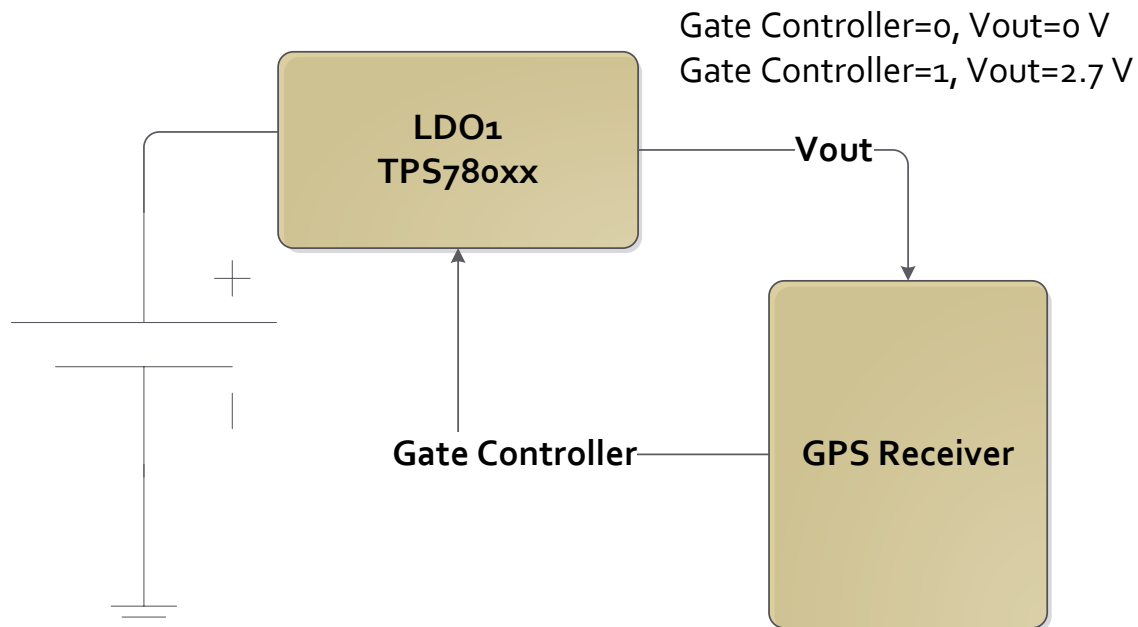 Gate Controller=0, Vout=0 V
Gate Controller=1, Vout=2.7 V
LDO1
TPS780xx
Vout
Gate Controller
GPS Receiver